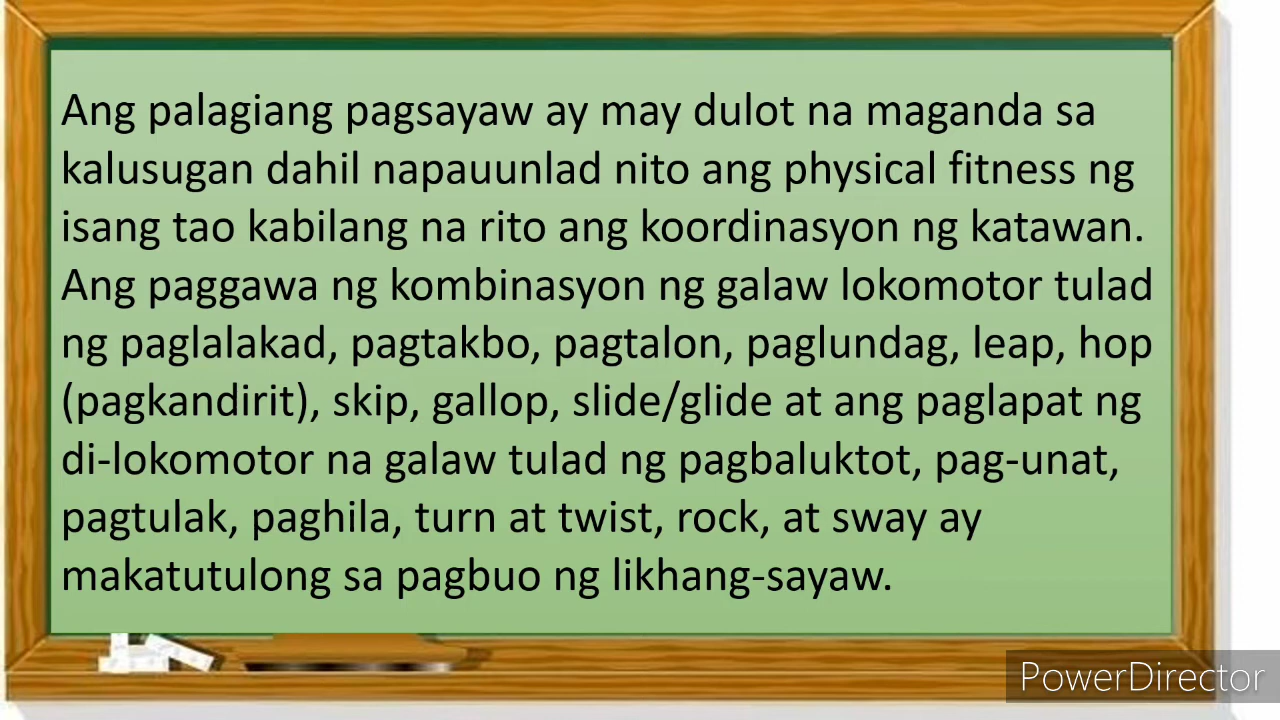 Ang palagiang pagsayaw ay may dulot na maganda sa
kalusugan dahil napauunlad nito ang physical fitness ng
isang tao kabilang na rito ang koordinasyon ng katawan.
Ang paggawa ng kombinasyon ng galaw lokomotor tulad
ng paglalakad, pagtakbo, pagtalon, paglundag, leap, hop
(pagkandirit), skip, gallop, slide/glide at ang paglapat ng
di-lokomotor na galaw tulad ng pagbaluktot, pag-unat,
pagtulak, paghila, turn at twist, rock, at sway ay
makatutulong sa pagbuo ng likhang-sayaw.
PowerDirector